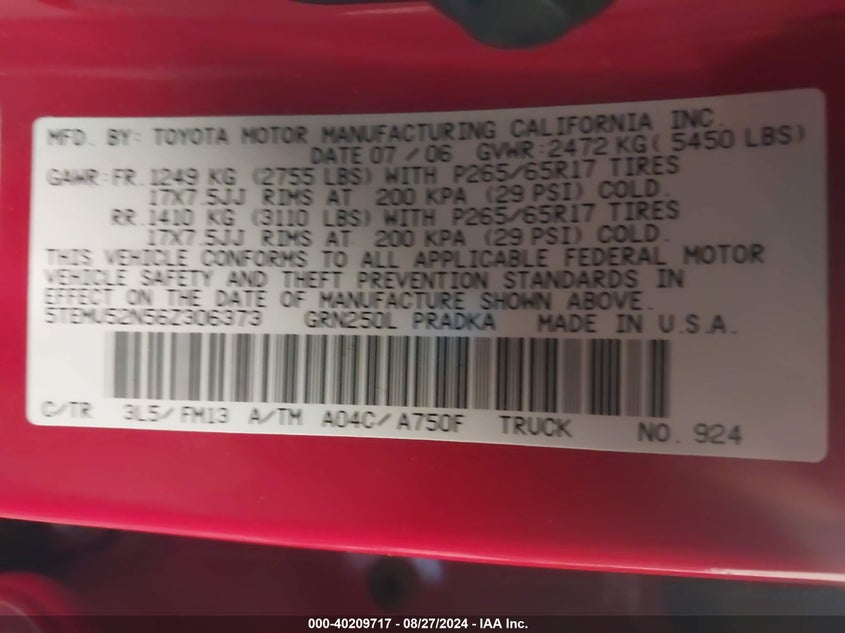 MFD. BY: TOYOTA MOTOR MANUFACTURING CALIFORNIA INC.
DATE 07 / 06 GVWR: 2472 KG ( 5450 LBS)
GAWR: FR. 1249 KG (2755 LBS) WITH P265/65R17 TIRES
17X7.5JJ RIMS AT 200 KPA (29 PSI) COLD.
RR. 1410 KG (3110 LBS) WITH P265/65R17 TIRES
17X7.5JJ RIMS AT 200 KPA (29 PSI) COLD.
THIS VEHICLE CONFORMS TO ALL APPLICABLE FEDERAL MOTOR
VEHICLE SAFETY AND THEFT PREVENTION STANDARDS IN
EFFECT ON THE DATE OF MANUFACTURE SHOWN ABOVE.
5TEMU52N56Z306373 GRN250L PRADKA MADE IN U.S.A.
C/TR 3L5/ FM13 A/TM A04C/ A750F TRUCK NO. 924
000-40209717 - 08/27/2024 - IAA Inc.